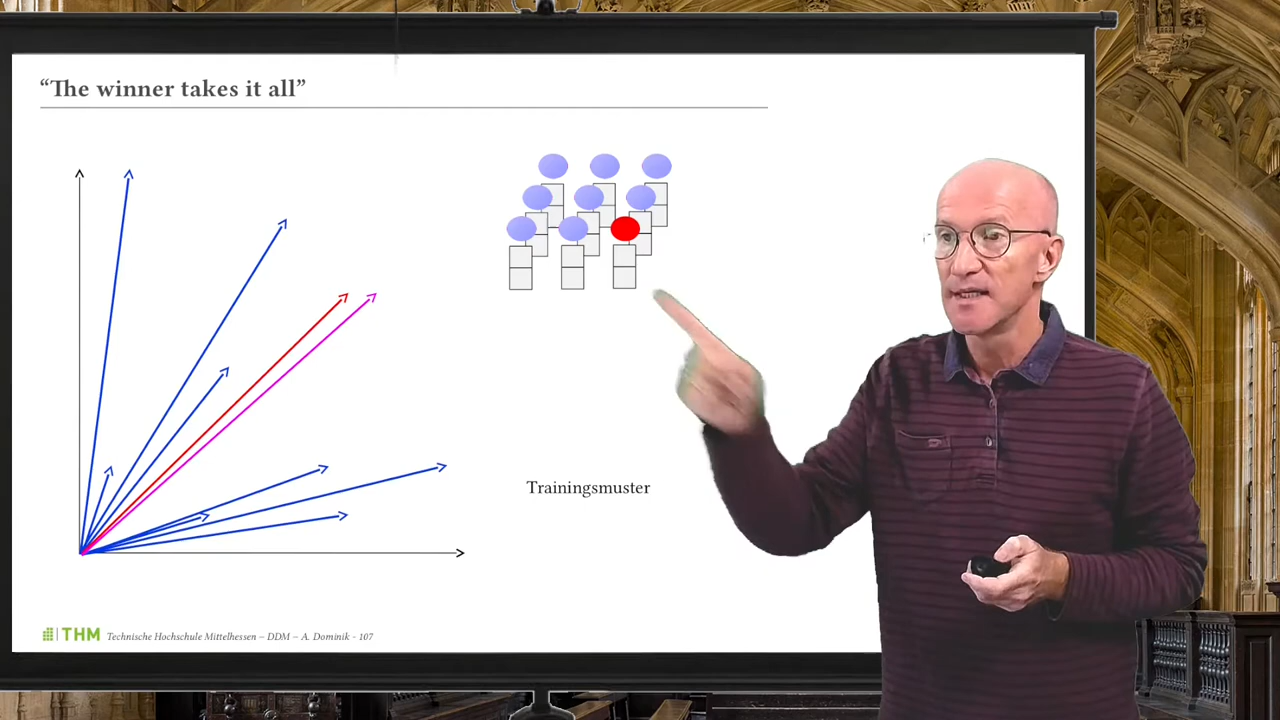 “The winner takes it all”
Trainingsmuster
THM Technische Hochschule Mittelhessen – DDM – A. Dominik - 107